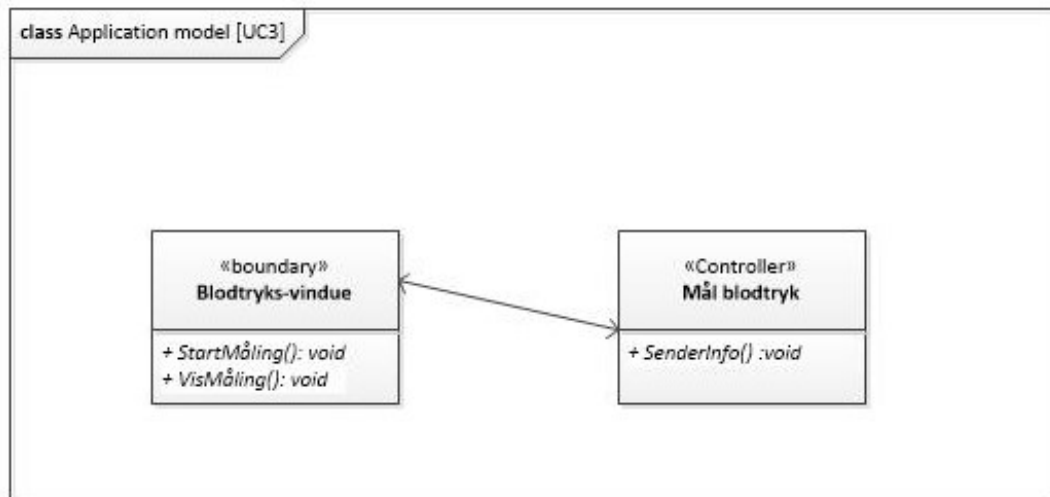 class Application model [UC3]
«boundary»
Blodtryks-vindue
+ StartMåling(): void
+ VisMåling(): void
«Controller»
Mål blodtryk
+ SenderInfo() :void